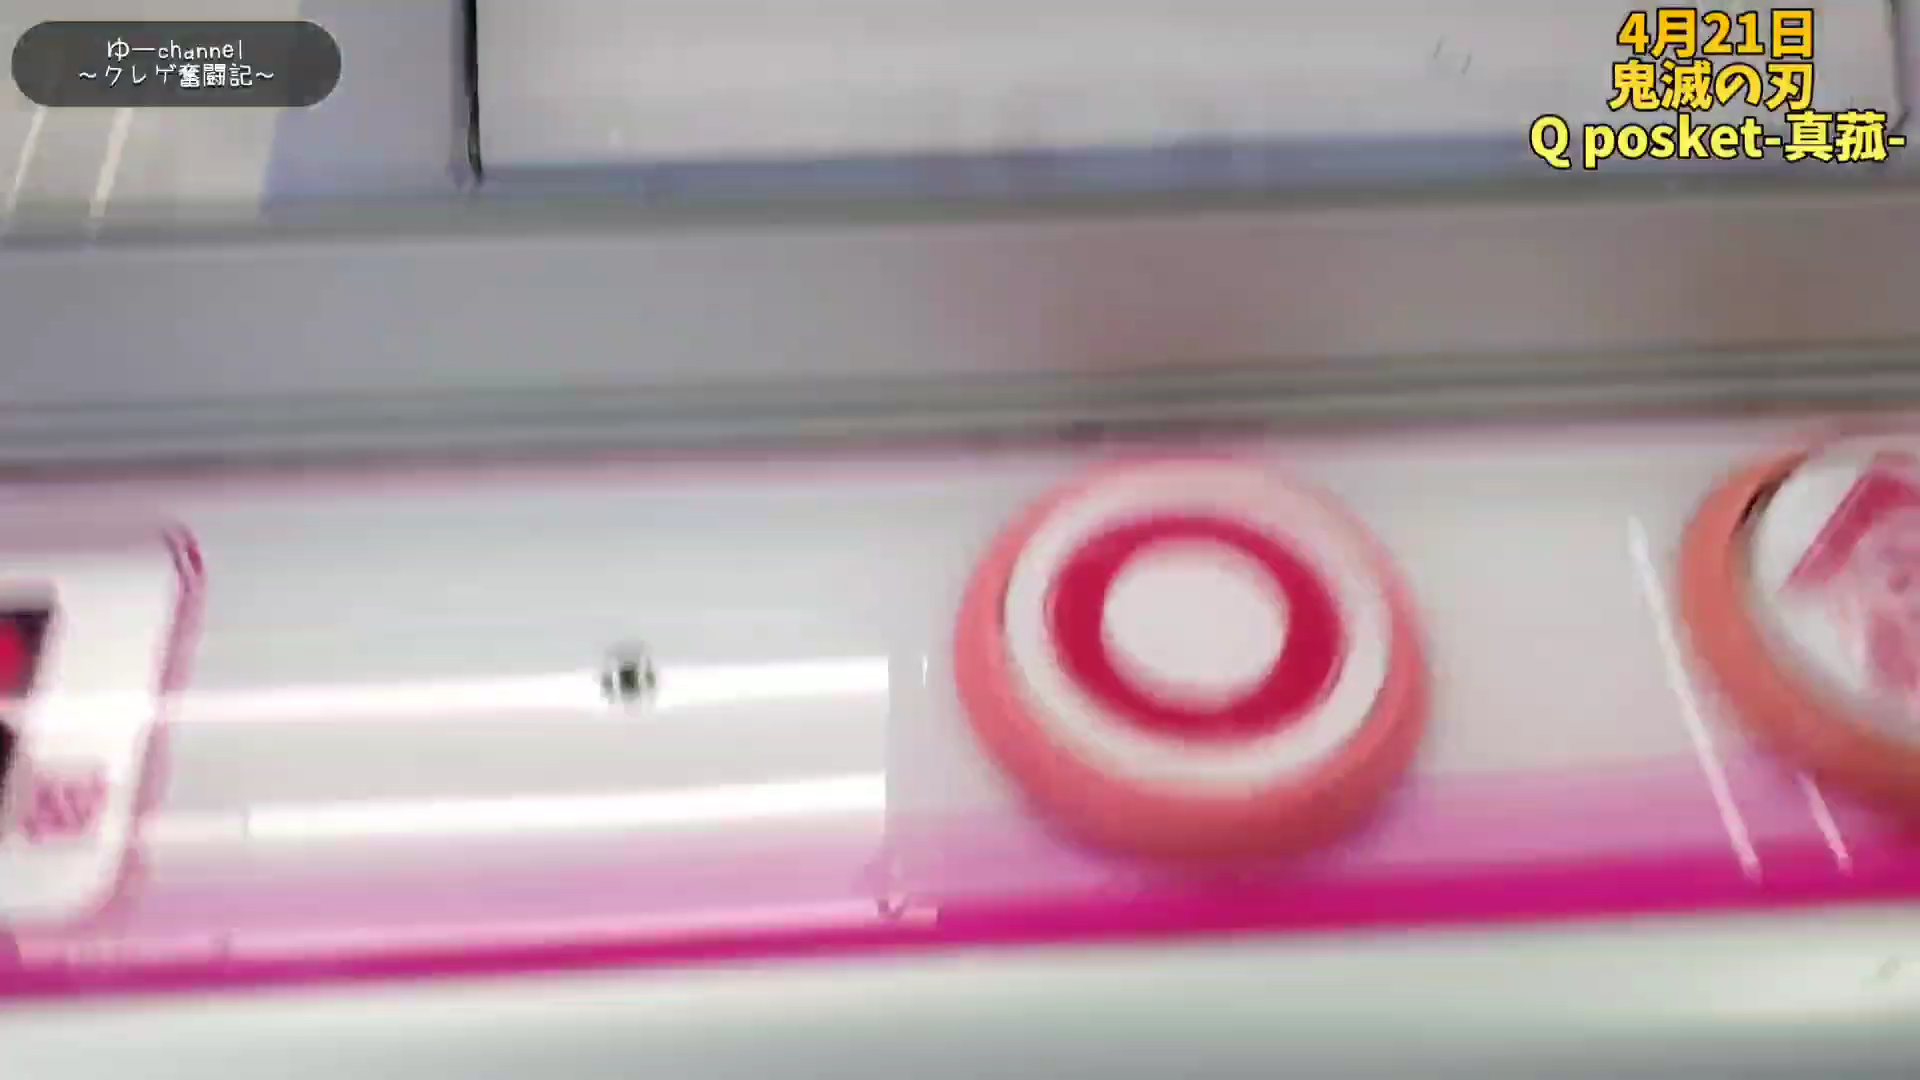 ゆーchannel
~クレゲ奮闘記~
4月21日
鬼滅の刃
Q posket-真菰-